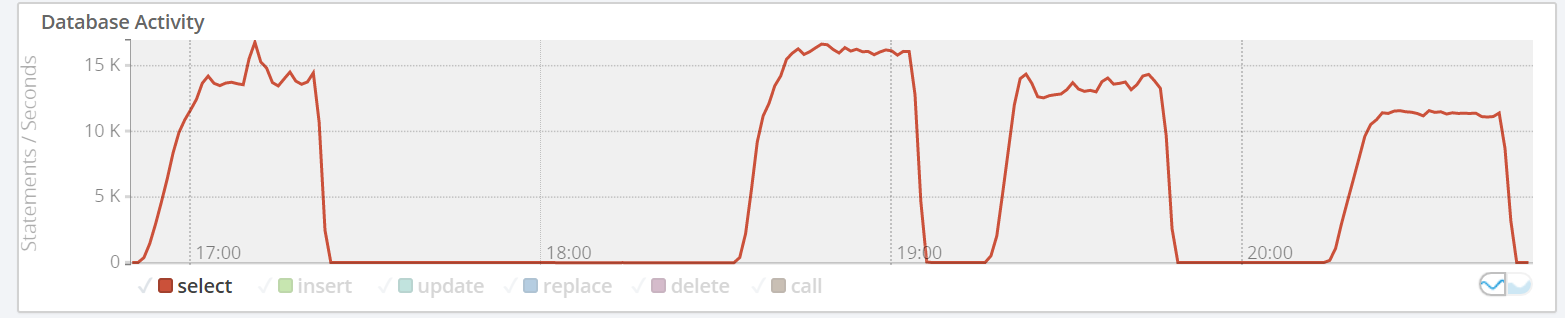 Database Activity
Statements / Seconds
15 K
10 K
5 K
0
17:00 18:00 19:00 20:00
select insert update replace delete call